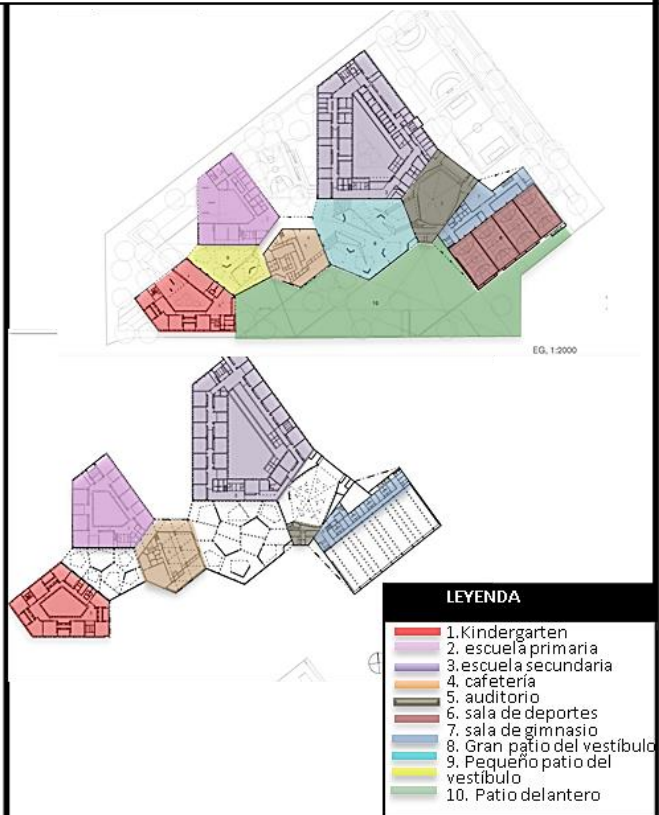 10
EG, 1:2000
LEYENDA
1.Kindergarten
2. escuela primaria
3.escuela secundaria
4. cafetería
5. auditorio
6. sala de deportes
7. sala de gimnasio
8. Gran patio del vestíbulo
9. Pequeño patio del
vestíbulo
10. Patio delantero